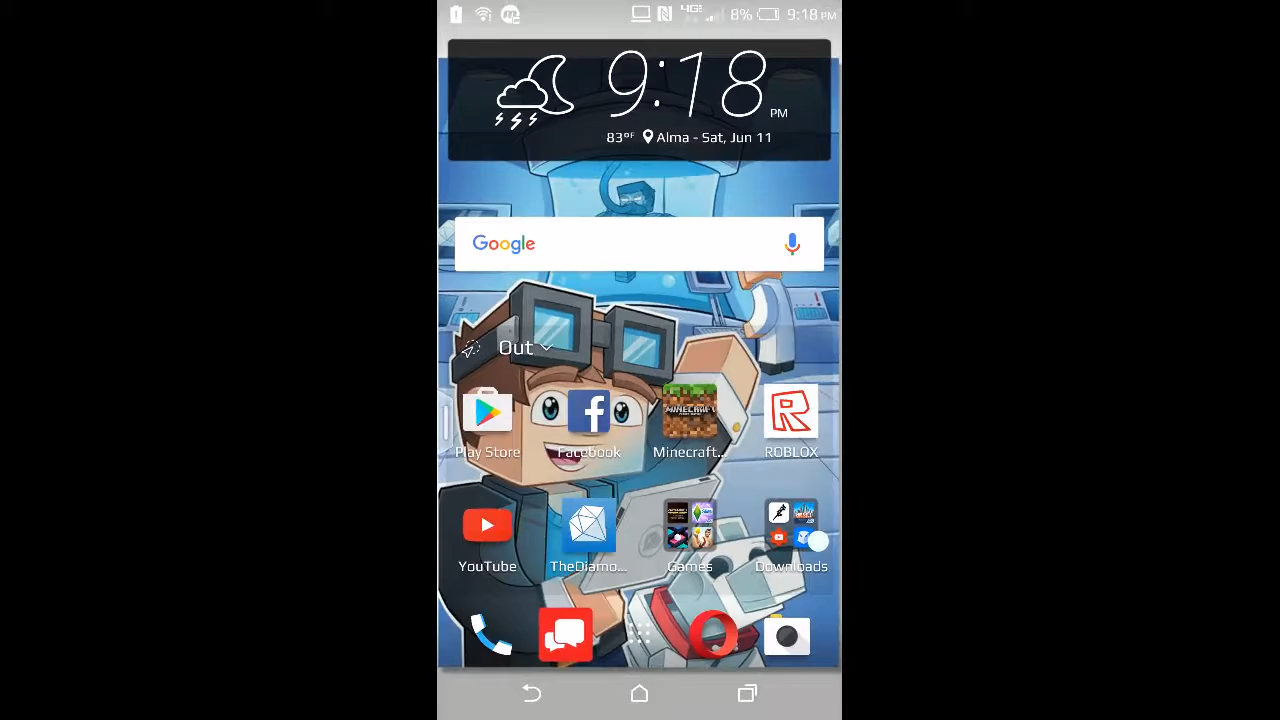 4G 8% 9:18 PM
9:18 PM
83°F Alma - Sat, Jun 11
Google
Out
Play Store Facebook Minecraft... ROBLOX
YouTube TheDiamo... Games Downloads